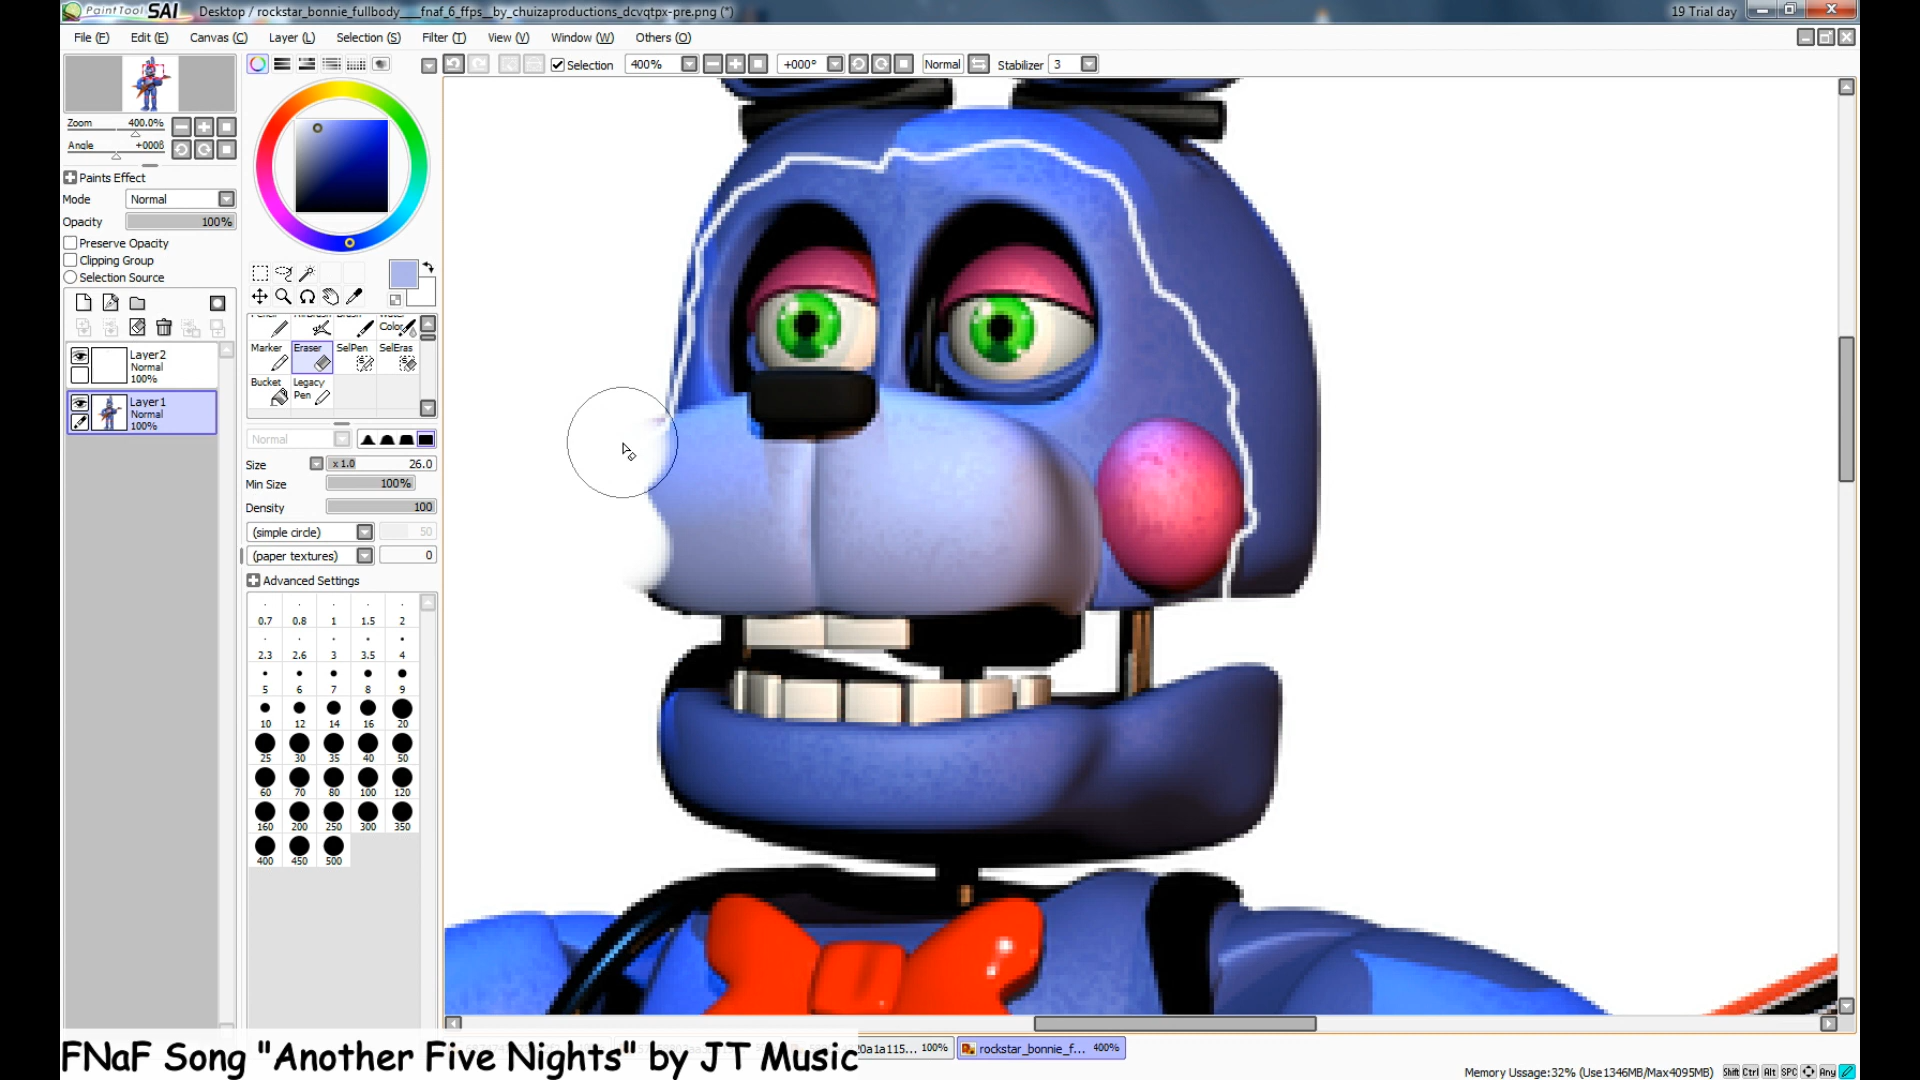 PaintTool SAI Desktop / rockstar_bonnie_fullbody___fnaf_6_ffps__by_chuizaproductions_dcvqtpx-pre.png (*) 19 Trial day
File (F) Edit (E) Canvas (C) Layer (L) Selection (S) Filter (T) View (V) Window (W) Others (O)
Selection 400% +000° Normal Stabilizer 3
Zoom 400.0%
Angle +000ß
Paints Effect
Mode Normal
Opacity 100%
Preserve Opacity
Clipping Group
Selection Source
Layer2
Normal
100%
Layer1
Normal
100%
Color
Marker Eraser SelPen SelEras
Bucket Legacy
Pen
Normal
Size x 1.0 26.0
Min Size 100%
Density 100
(simple circle) 50
(paper textures) 0
Advanced Settings
0.7 0.8 1 1.5 2
2.3 2.6 3 3.5 4
5 6 7 8 9
10 12 14 16 20
25 30 35 40 50
60 70 80 100 120
160 200 250 300 350
400 450 500
FNaF Song "Another Five Nights" by JT Music
20a1a115... 100% rockstar_bonnie_f... 400%
Memory Ussage:32% (Use1346MB/Max4095MB) Shift Ctrl Alt SPC Any